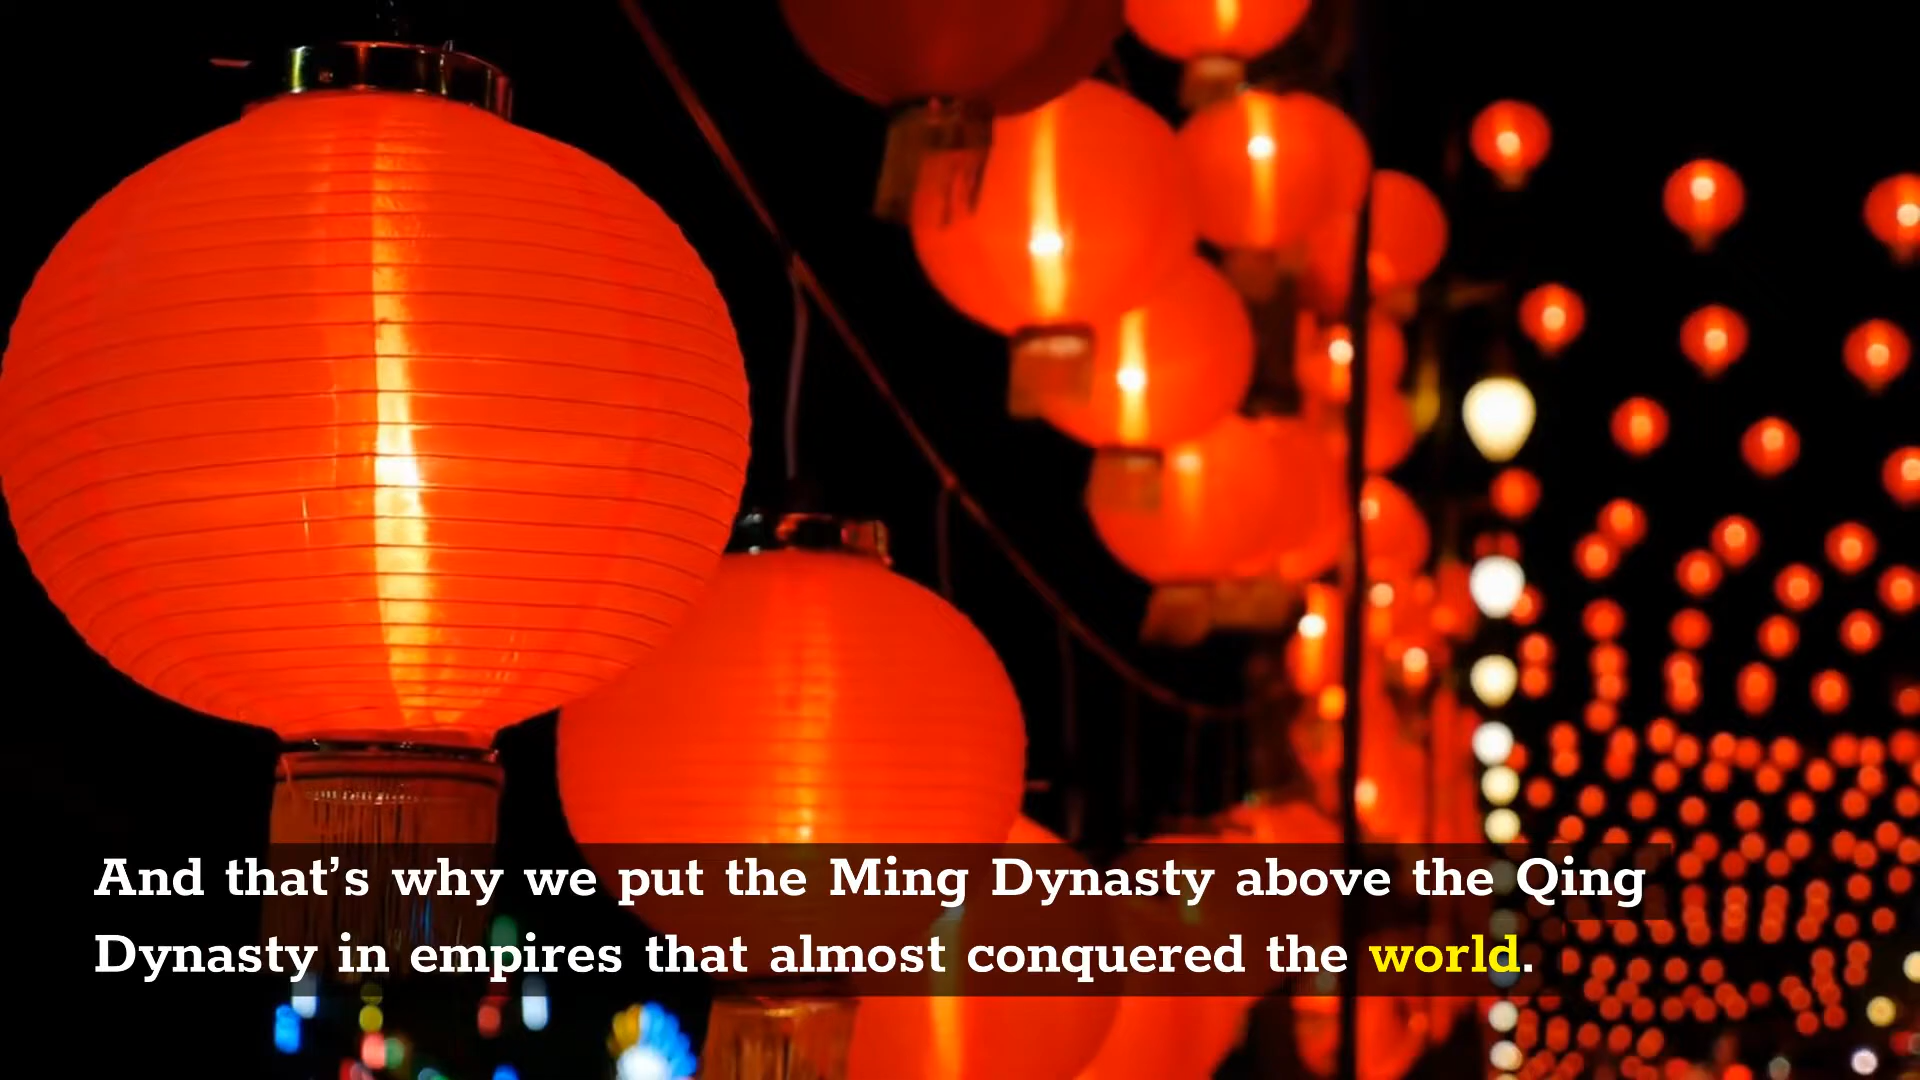 And that’s why we put the Ming Dynasty above the Qing
Dynasty in empires that almost conquered the world.